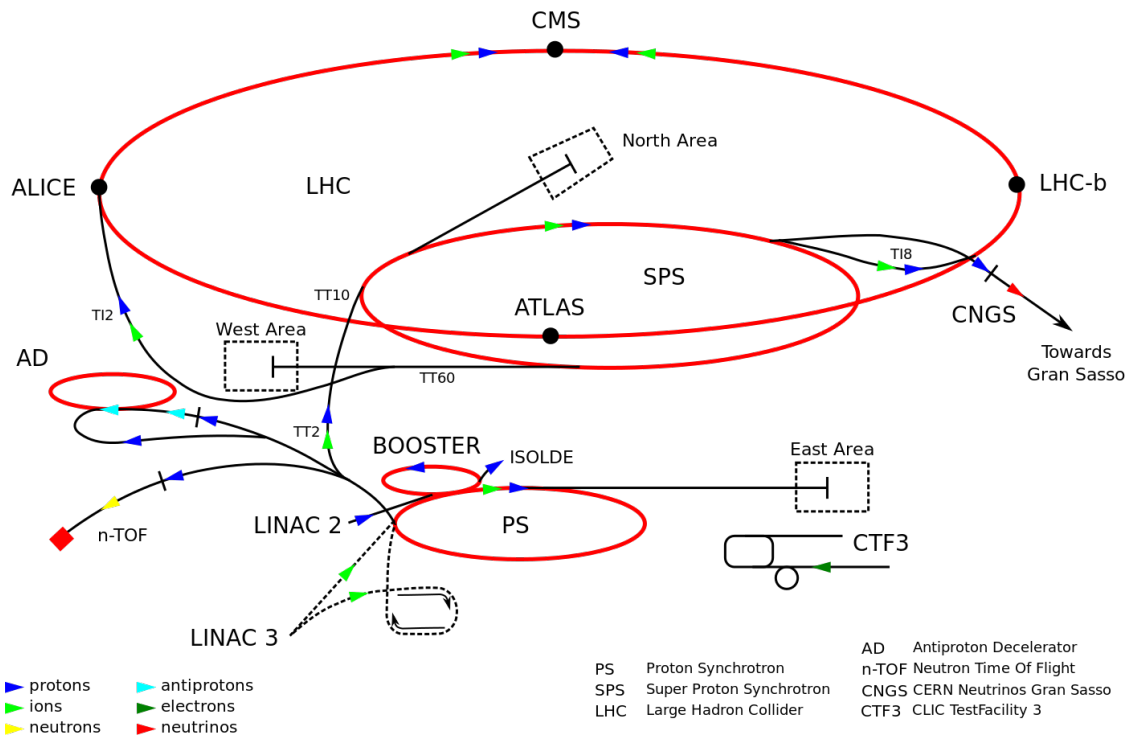 CMS
North Area
ALICE
LHC
LHC-b
TI8
SPS
TT10
ATLAS
CNGS
TI2
West Area
Towards
Gran Sasso
AD
TT60
TT2
BOOSTER
ISOLDE
East Area
LINAC 2
PS
n-TOF
CTF3
LINAC 3
protons
ions
neutrons
antiprotons
electrons
neutrinos
PS Proton Synchrotron
SPS Super Proton Synchrotron
LHC Large Hadron Collider
AD Antiproton Decelerator
n-TOF Neutron Time Of Flight
CNGS CERN Neutrinos Gran Sasso
CTF3 CLIC TestFacility 3